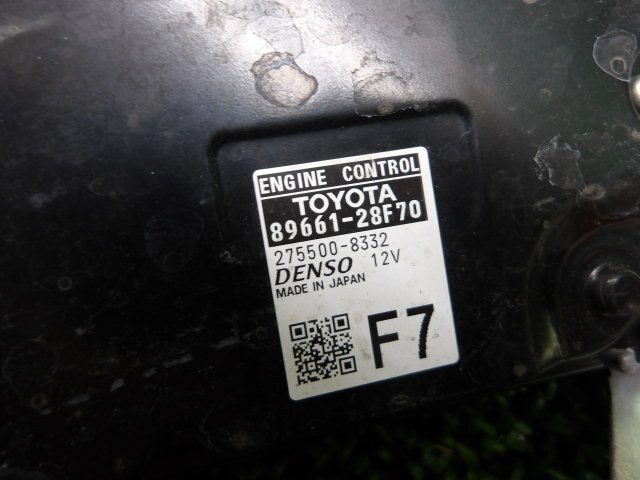 ENGINE CONTROL
TOYOTA
89661-28F70
275500-8332
DENSO 12V
MADE IN JAPAN
F7